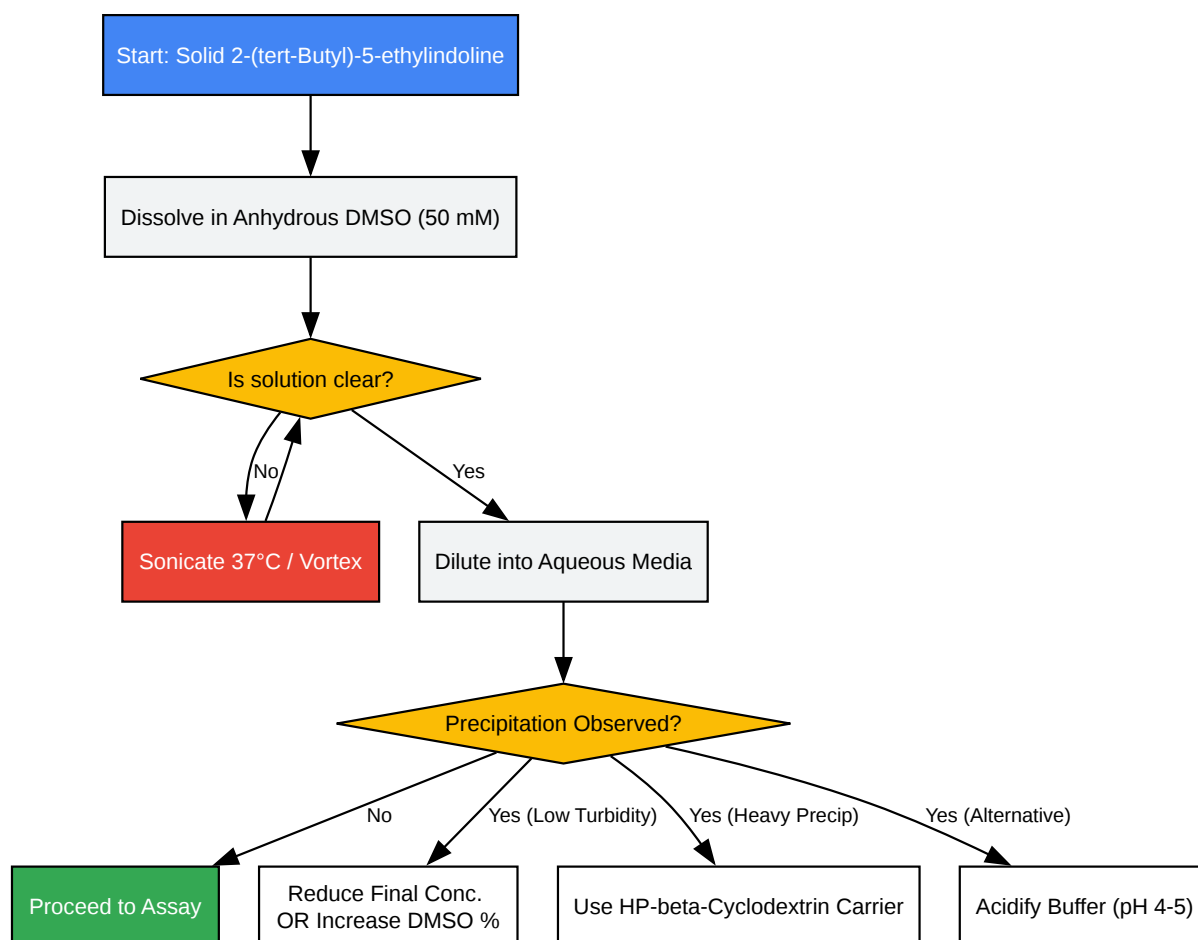 Start: Solid 2-(tert-Butyl)-5-ethylindoline
Dissolve in Anhydrous DMSO (50 mM)
Is solution clear?
No
Yes
Sonicate 37°C / Vortex
Dilute into Aqueous Media
Precipitation Observed?
No
Yes (Low Turbidity)
Yes (Heavy Precip)
Yes (Alternative)
Proceed to Assay
Reduce Final Conc.
OR Increase DMSO %
Use HP-beta-Cyclodextrin Carrier
Acidify Buffer (pH 4-5)